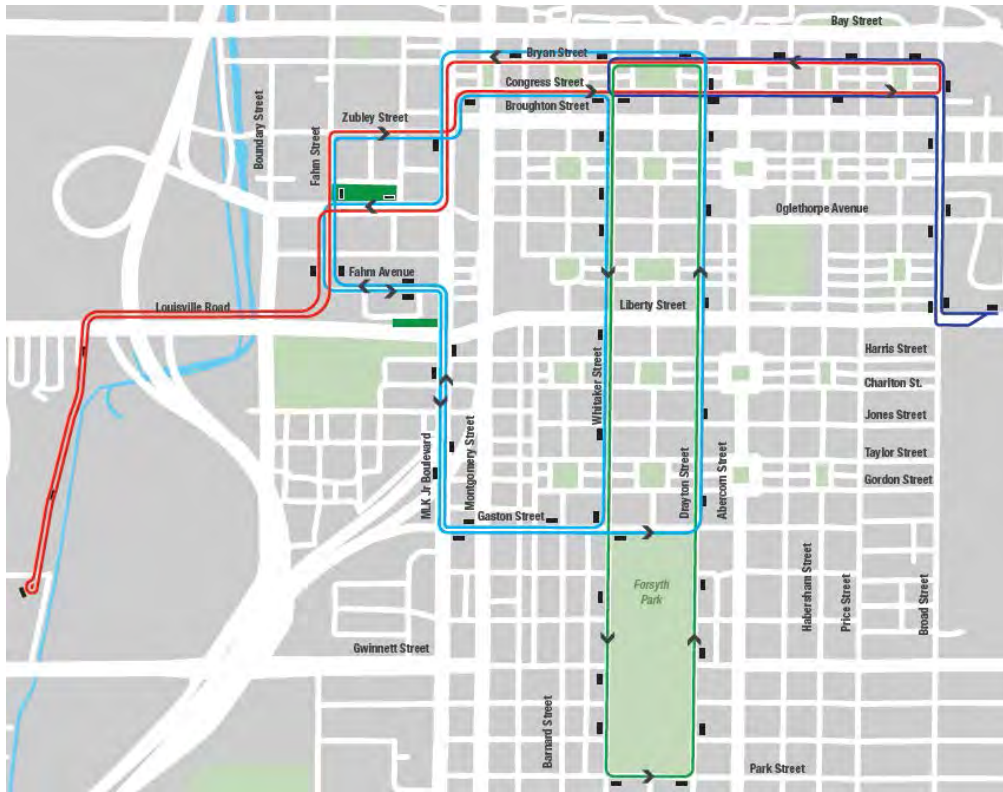 Bay Street
Bryan Street
Congress Street
Broughton Street
Zubley Street
Boundary Street
Fahm Street
Oglethorpe Avenue
Fahm Avenue
Louisville Road
Liberty Street
Harris Street
Whitaker Street
Charlton St.
Jones Street
MLK Jr Boulevard
Montgomery Street
Drayton Street
Abercorn Street
Taylor Street
Gordon Street
Gaston Street
Forsyth
Park
Habersham Street
Price Street
Broad Street
Gwinnett Street
Barnard Street
Park Street